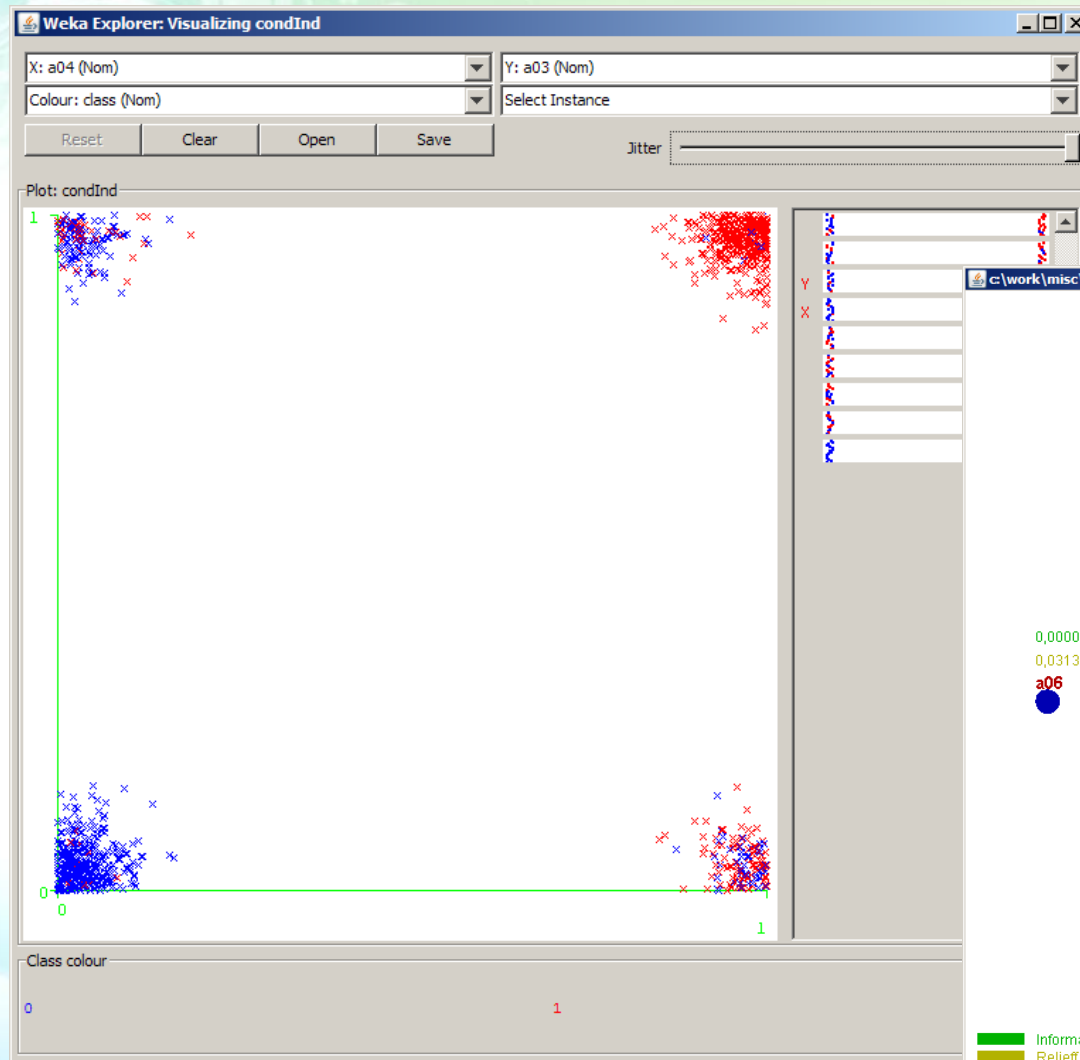 Weka Explorer: Visualizing condInd
X: a04 (Nom)
Y: a03 (Nom)
Colour: class (Nom)
Select Instance
Reset Clear Open Save
Jitter
Plot: condInd
1
0
0
1
Y
X
c:\work\misc\
0,0000
0,0313
a06
Class colour
0 1
Informa
Relieff